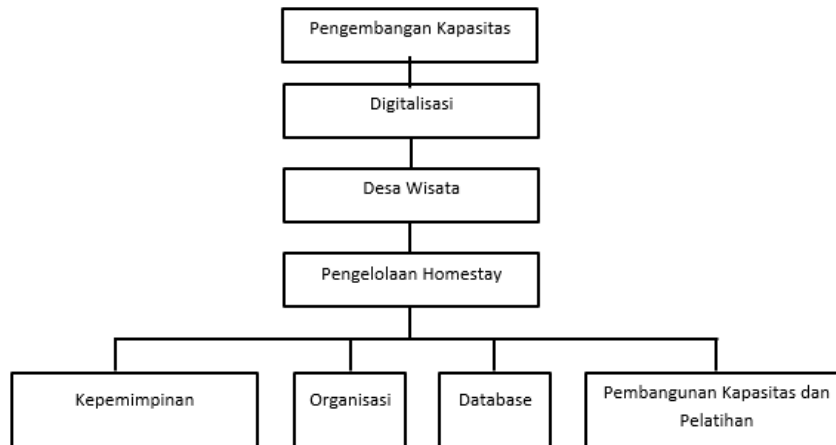 Pengembangan Kapasitas
Digitalisasi
Desa Wisata
Pengelolaan Homestay
Kepemimpinan
Organisasi
Database
Pembangunan Kapasitas dan
Pelatihan